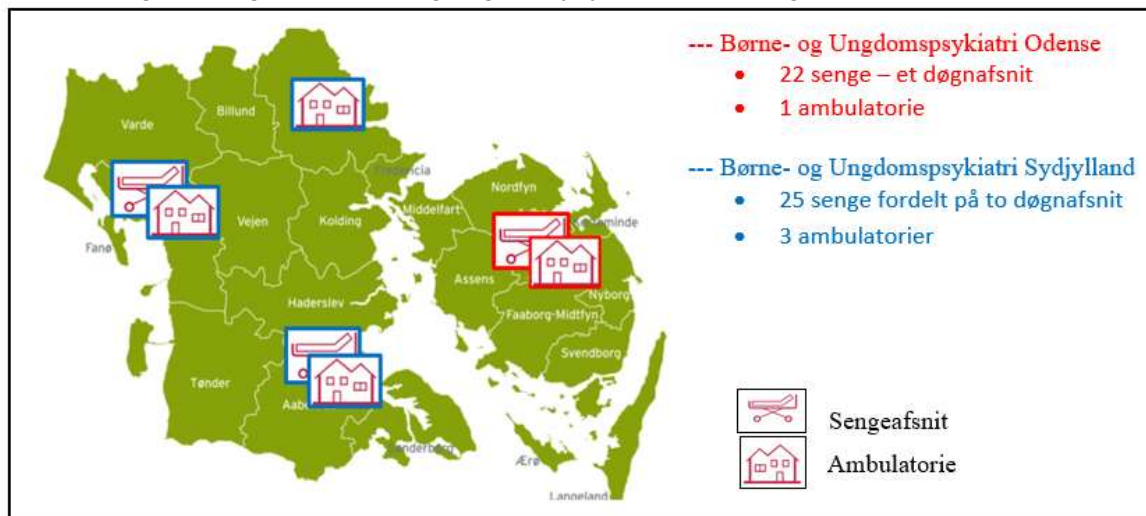 --- Børne- og Ungdomspsykiatri Odense
• 22 senge – et døgnafsnit
• 1 ambulatorie
--- Børne- og Ungdomspsykiatri Sydjylland
• 25 senge fordelt på to døgnafsnit
• 3 ambulatorier
Billund
Varde
Fredericia
Nordfyn
Middelfart
Vejen
Kolding
Fanø
Assens
Nyborg
Haderslev
Faaborg-Midtfyn
Svendborg
Tønder
Ærø
Langeland
Sengeafsnit
Ambulatorie